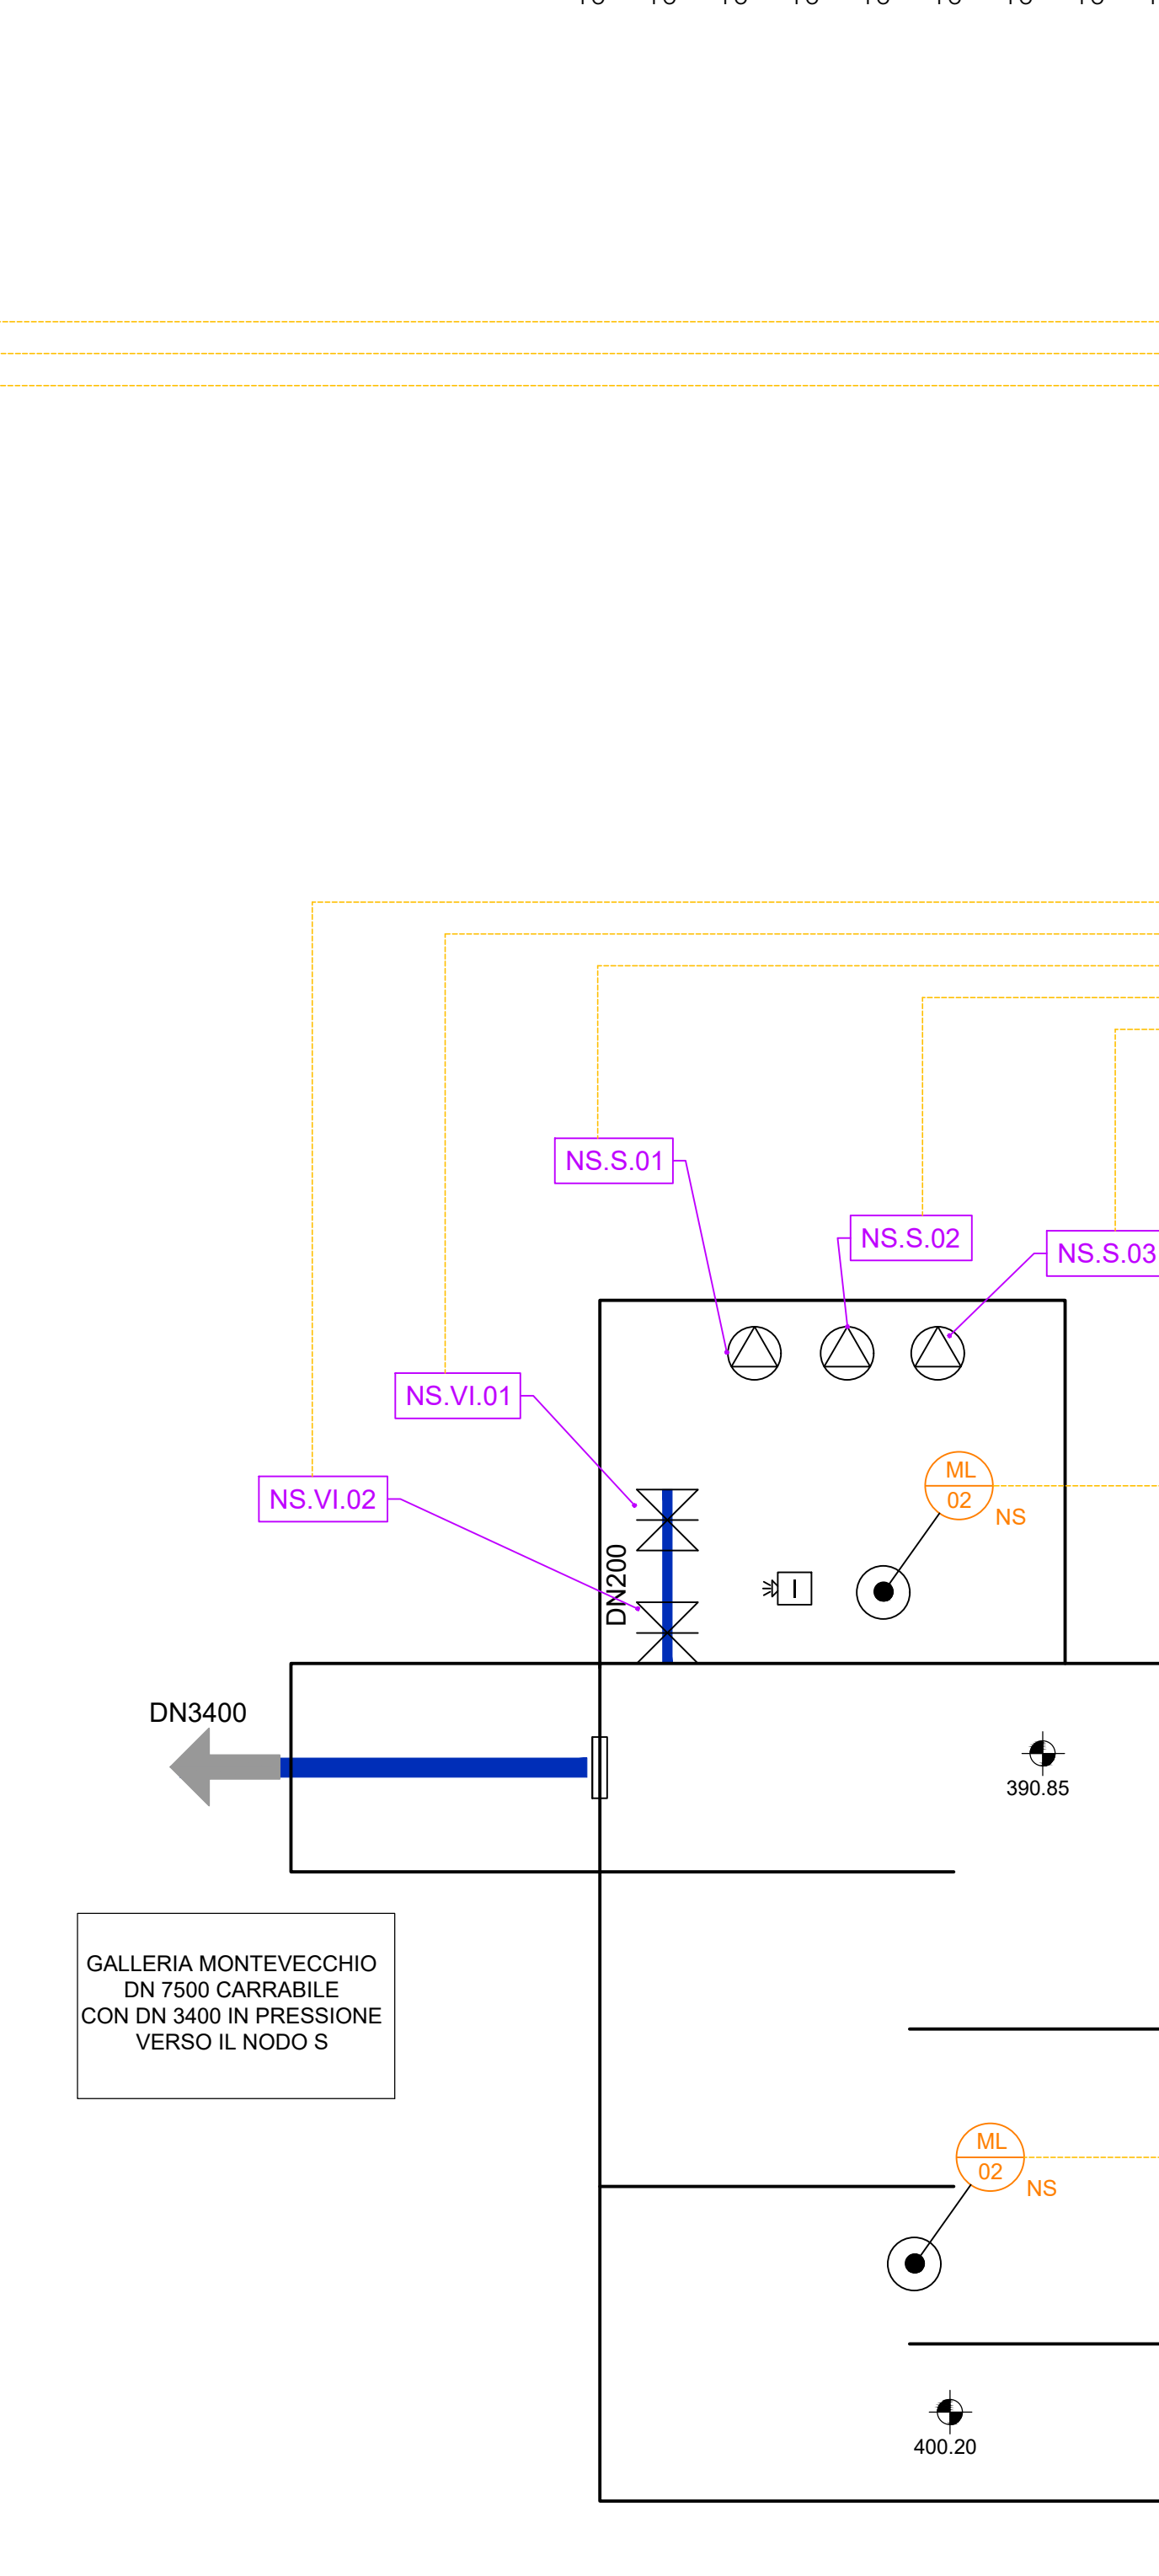 NS.S.01
NS.S.02
NS.S.03
NS.VI.01
ML
02
NS
NS.VI.02
DN200
I
DN3400
390.85
GALLERIA MONTEVECCHIO
DN 7500 CARRABILE
CON DN 3400 IN PRESSIONE
VERSO IL NODO S
ML
02
NS
400.20